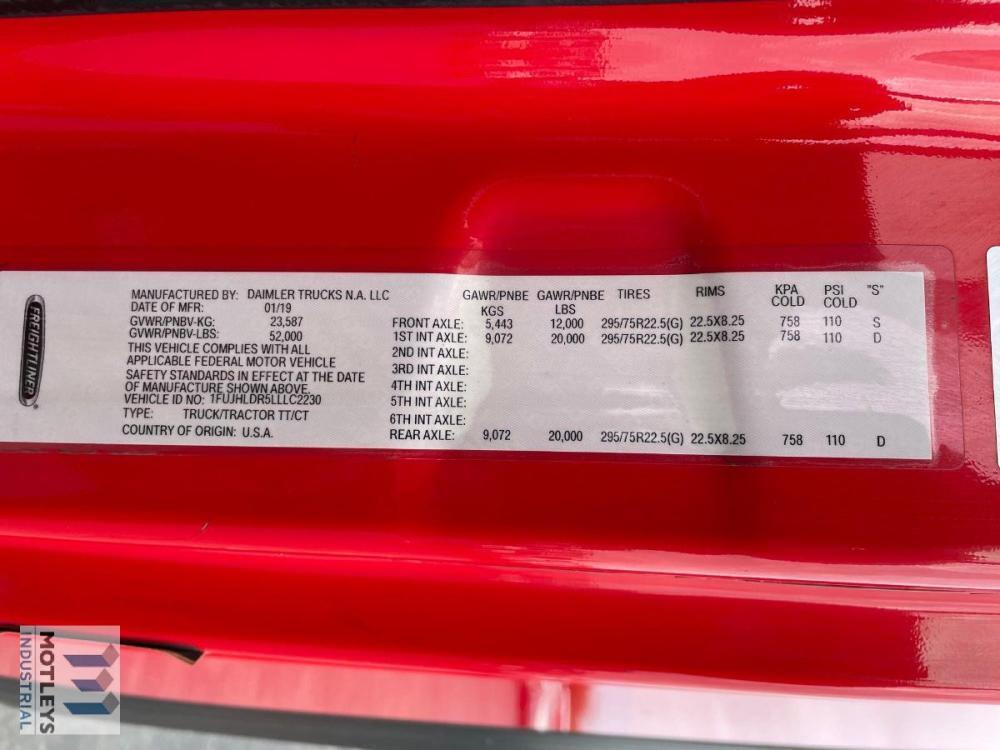 FREIGHTLINER
MANUFACTURED BY: DAIMLER TRUCKS N.A. LLC
DATE OF MFR: 01/19
GVWR/PNBV-KG: 23,587
GVWR/PNBV-LBS: 52,000
THIS VEHICLE COMPLIES WITH ALL
APPLICABLE FEDERAL MOTOR VEHICLE
SAFETY STANDARDS IN EFFECT AT THE DATE
OF MANUFACTURE SHOWN ABOVE.
VEHICLE ID NO: 1FUJHLDR5LLLC2230
TYPE: TRUCK/TRACTOR TT/CT
COUNTRY OF ORIGIN: U.S.A.
GAWR/PNBE GAWR/PNBE TIRES RIMS KPA PSI "S"
KGS LBS COLD COLD
FRONT AXLE: 5,443 12,000 295/75R22.5(G) 22.5X8.25 758 110 S
1ST INT AXLE: 9,072 20,000 295/75R22.5(G) 22.5X8.25 758 110 D
2ND INT AXLE:
3RD INT AXLE:
4TH INT AXLE:
5TH INT AXLE:
6TH INT AXLE:
REAR AXLE: 9,072 20,000 295/75R22.5(G) 22.5X8.25 758 110 D
MOTLEYS
INDUSTRIAL